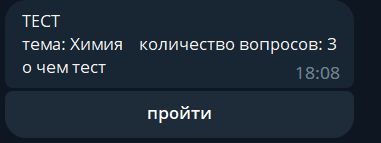 ТЕСТ
тема: Химия количество вопросов: 3
о чем тест
18:08
пройти